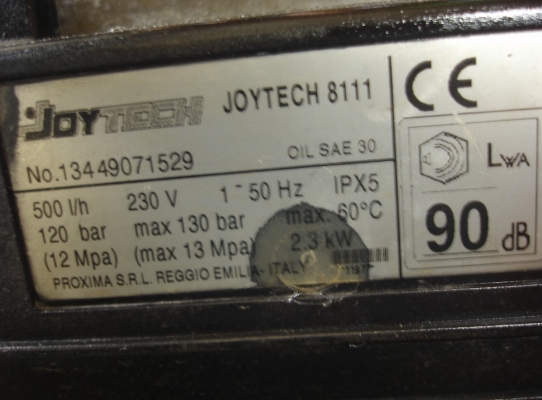 JOYTECH JOYTECH 8111
No.13449071529 OIL SAE 30
500 l/h 230 V 1~50 Hz IPX5
120 bar max 130 bar max. 60°C
(12 Mpa) (max 13 Mpa) 2.3 kW
PROXIMA S.R.L. REGGIO EMILIA- ITALY
CE
LWA
90 dB